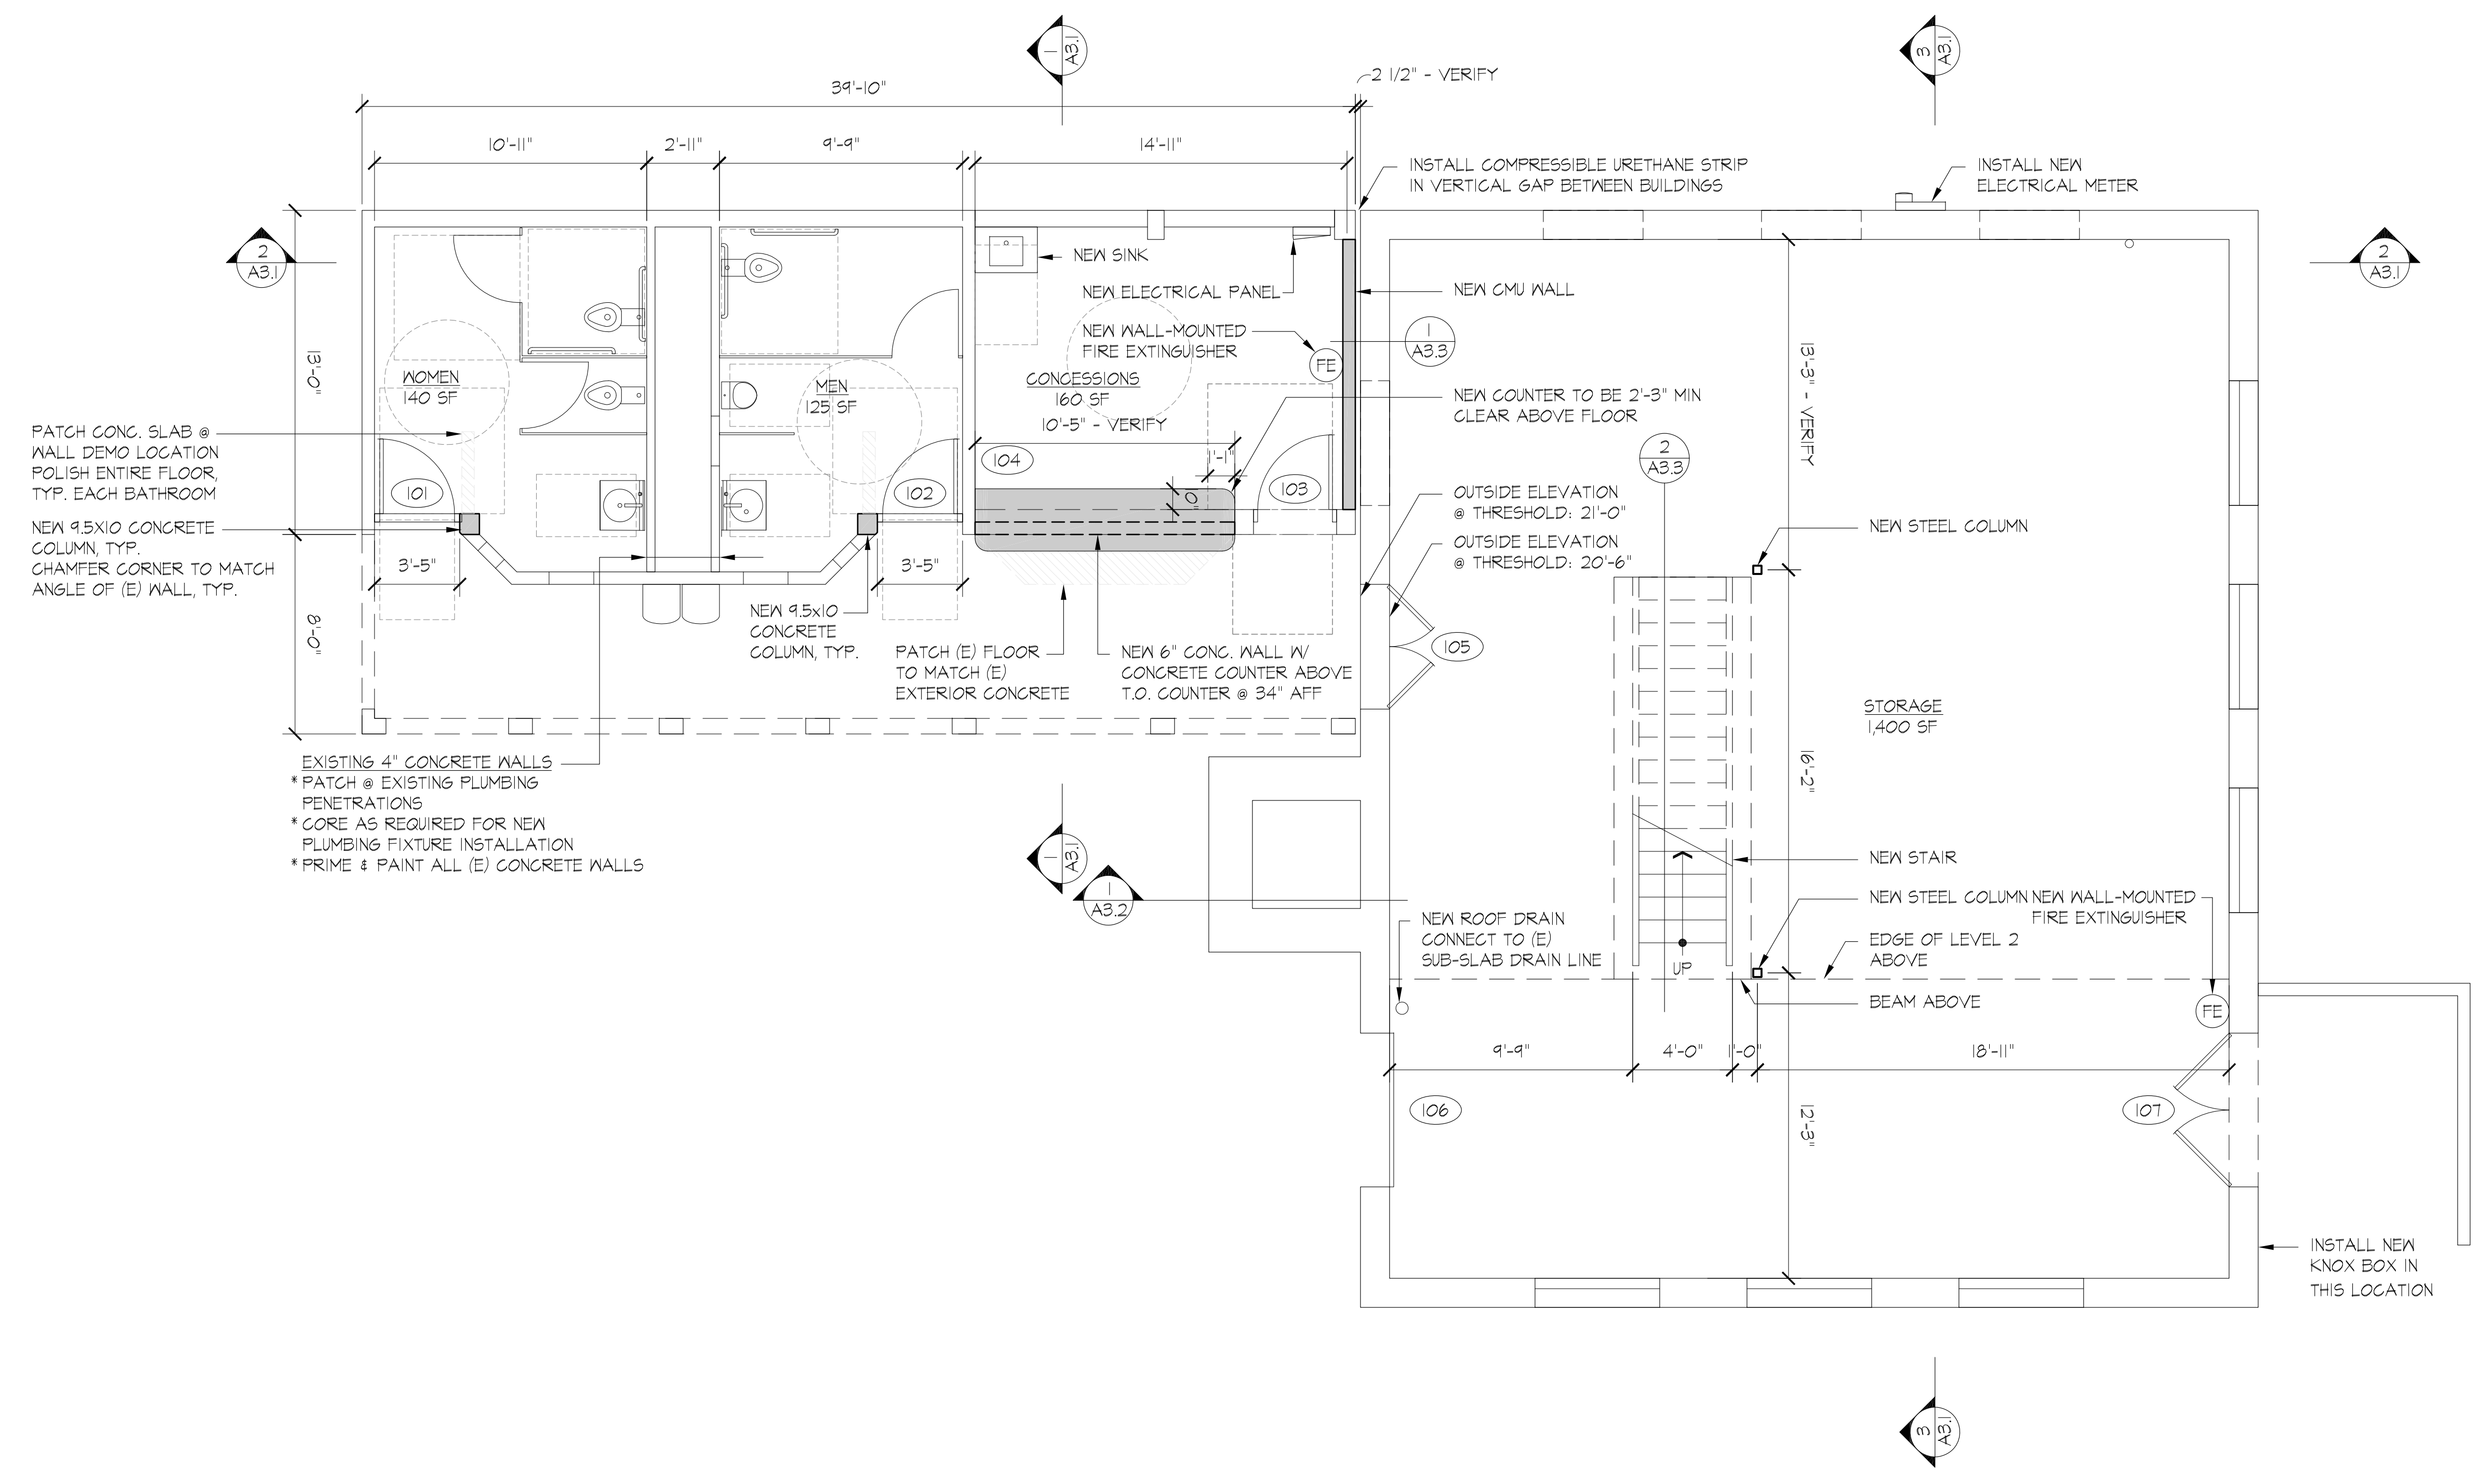 1
A3.1
3
A3.1
2 1/2" - VERIFY
39'-10"
10'-11"
2'-11"
9'-9"
14'-11"
INSTALL COMPRESSIBLE URETHANE STRIP
IN VERTICAL GAP BETWEEN BUILDINGS
INSTALL NEW
ELECTRICAL METER
2
A3.1
2
A3.1
NEW SINK
NEW ELECTRICAL PANEL
NEW CMU WALL
NEW WALL-MOUNTED
FIRE EXTINGUISHER
FE
1
A3.3
13'-0"
13'-3" - VERIFY
WOMEN
140 SF
MEN
125 SF
CONCESSIONS
160 SF
10'-5" - VERIFY
NEW COUNTER TO BE 2'-3" MIN
CLEAR ABOVE FLOOR
PATCH CONC. SLAB @
WALL DEMO LOCATION
POLISH ENTIRE FLOOR,
TYP. EACH BATHROOM
104
1'-1"
2
A3.3
101
102
10"
103
OUTSIDE ELEVATION
@ THRESHOLD: 21'-0"
NEW 9.5X10 CONCRETE
COLUMN, TYP.
CHAMFER CORNER TO MATCH
ANGLE OF (E) WALL, TYP.
NEW STEEL COLUMN
OUTSIDE ELEVATION
@ THRESHOLD: 20'-6"
3'-5"
3'-5"
8'-0"
NEW 9.5x10
CONCRETE
COLUMN, TYP.
PATCH (E) FLOOR
TO MATCH (E)
EXTERIOR CONCRETE
NEW 6" CONC. WALL W/
CONCRETE COUNTER ABOVE
T.O. COUNTER @ 34" AFF
105
STORAGE
1,400 SF
16'-2"
EXISTING 4" CONCRETE WALLS
* PATCH @ EXISTING PLUMBING
PENETRATIONS
* CORE AS REQUIRED FOR NEW
PLUMBING FIXTURE INSTALLATION
* PRIME & PAINT ALL (E) CONCRETE WALLS
1
A3.1
1
A3.2
NEW STAIR
NEW STEEL COLUMN
NEW WALL-MOUNTED
FIRE EXTINGUISHER
NEW ROOF DRAIN
CONNECT TO (E)
SUB-SLAB DRAIN LINE
EDGE OF LEVEL 2
ABOVE
UP
BEAM ABOVE
FE
9'-9"
4'-0"
1'-0"
18'-11"
106
12'-3"
107
INSTALL NEW
KNOX BOX IN
THIS LOCATION
3
A3.1